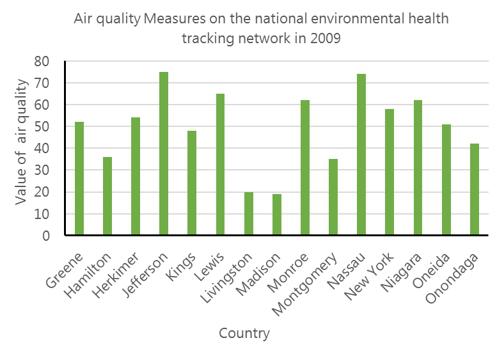 Air quality Measures on the national environmental health
tracking network in 2009
Value of  air quality
80
70
60
50
40
30
20
10
0
Greene
Hamilton
Herkimer
Jefferson
Kings
Lewis
Livingston
Madison
Monroe
Montgomery
Nassau
New York
Niagara
Oneida
Onondaga
Country